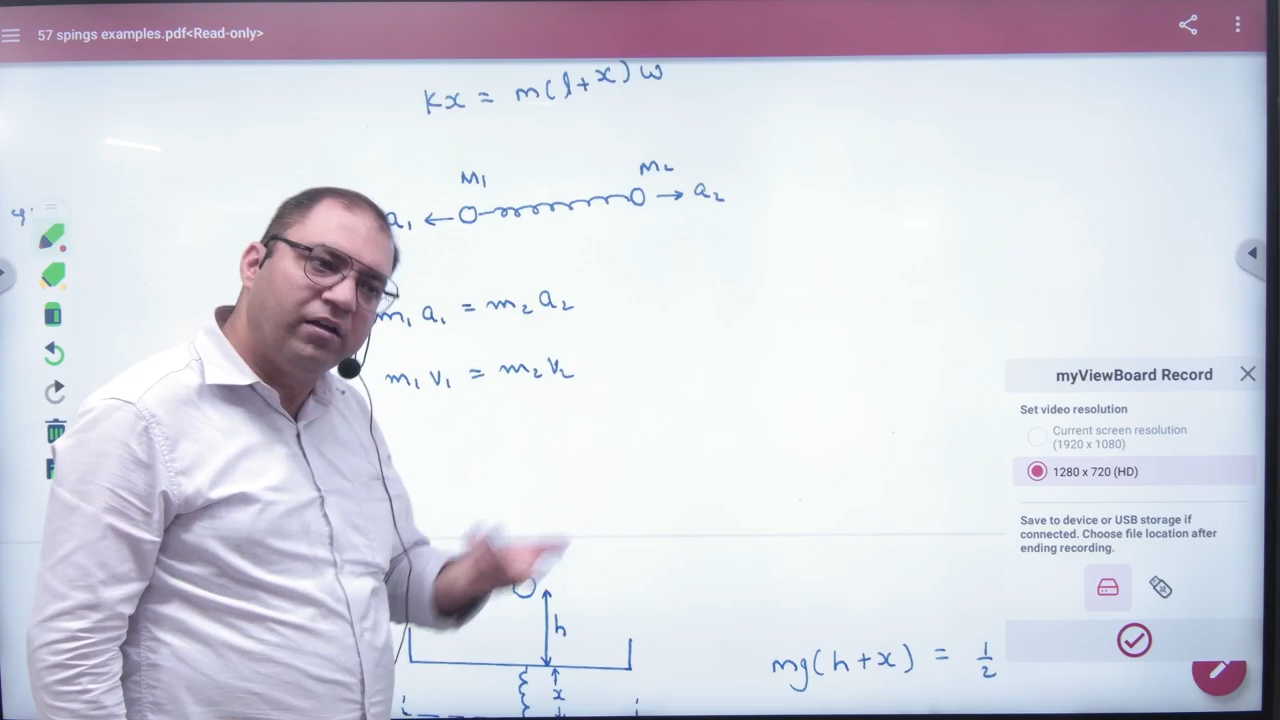 57 spings examples.pdf<Read-only>
Kx = m(l+x)ω
M1 M2
a1 a2
m1 a1 = m2 a2
m1 v1 = m2 v2
myViewBoard Record
Set video resolution
Current screen resolution
(1920 x 1080)
1280 x 720 (HD)
Save to device or USB storage if
connected. Choose file location after
ending recording.
h
mg(h+x) = 1/2
x